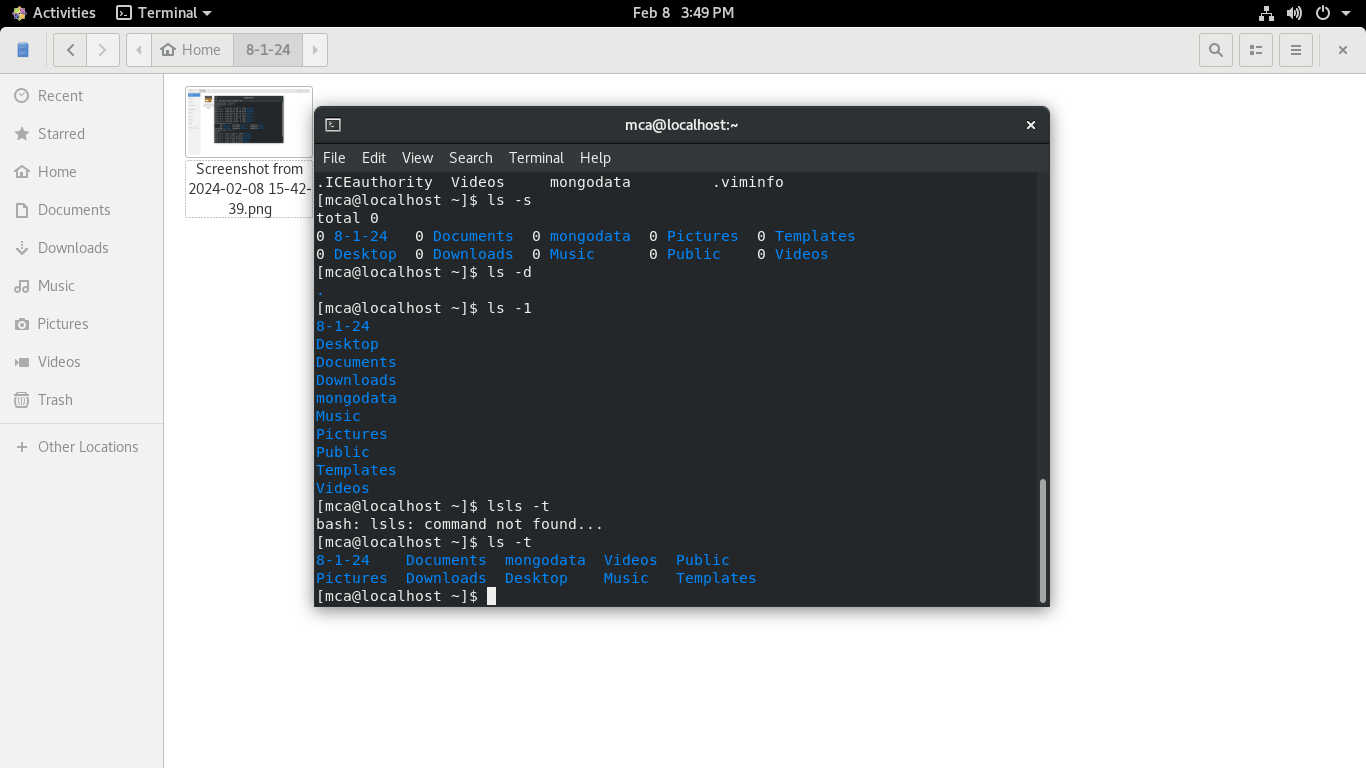 Activities Terminal Feb 8 3:49 PM
Home 8-1-24
Recent
Starred
Home
Documents
Downloads
Music
Pictures
Videos
Trash
Other Locations
Screenshot from
2024-02-08 15-42-
39.png
mca@localhost:~
File Edit View Search Terminal Help
.ICEauthority  Videos     mongodata         .viminfo
[mca@localhost ~]$ ls -s
total 0
0 8-1-24   0 Documents  0 mongodata  0 Pictures  0 Templates
0 Desktop  0 Downloads  0 Music      0 Public    0 Videos
[mca@localhost ~]$ ls -d
.
[mca@localhost ~]$ ls -1
8-1-24
Desktop
Documents
Downloads
mongodata
Music
Pictures
Public
Templates
Videos
[mca@localhost ~]$ lsls -t
bash: lsls: command not found...
[mca@localhost ~]$ ls -t
8-1-24    Documents  mongodata  Videos  Public
Pictures  Downloads  Desktop    Music   Templates
[mca@localhost ~]$